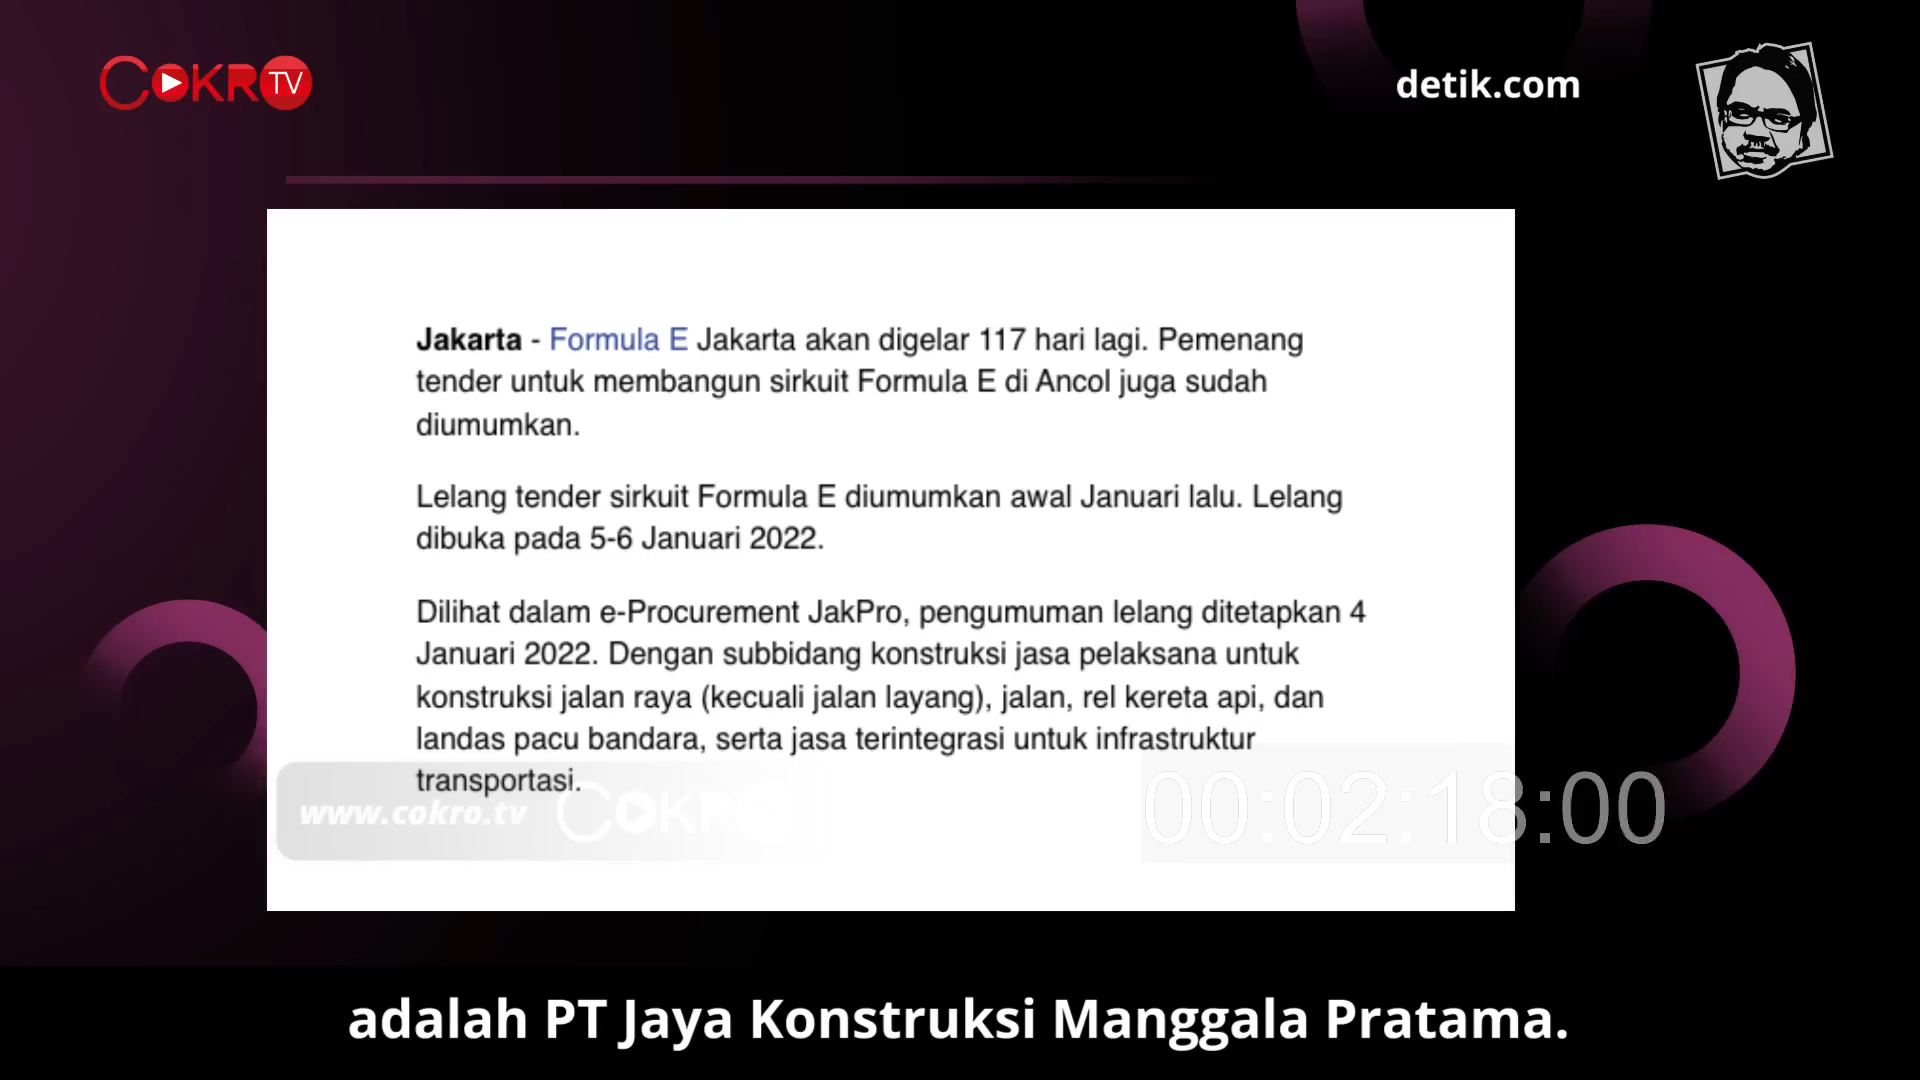 COKRO TV
detik.com
Jakarta - Formula E Jakarta akan digelar 117 hari lagi. Pemenang
tender untuk membangun sirkuit Formula E di Ancol juga sudah
diumumkan.
Lelang tender sirkuit Formula E diumumkan awal Januari lalu. Lelang
dibuka pada 5-6 Januari 2022.
Dilihat dalam e-Procurement JakPro, pengumuman lelang ditetapkan 4
Januari 2022. Dengan subbidang konstruksi jasa pelaksana untuk
konstruksi jalan raya (kecuali jalan layang), jalan, rel kereta api, dan
landas pacu bandara, serta jasa terintegrasi untuk infrastruktur
transportasi.
www.cokro.tv COKRO
00:02:18:00
adalah PT Jaya Konstruksi Manggala Pratama.